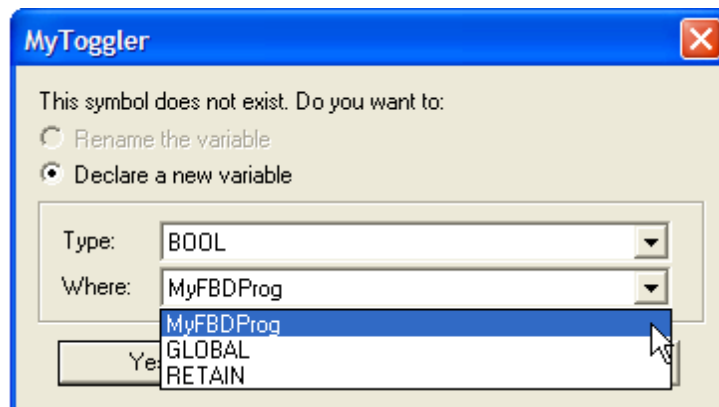 MyToggler
This symbol does not exist. Do you want to:
Rename the variable
Declare a new variable
Type: BOOL
Where: MyFBDProg
MyFBDProg
GLOBAL
RETAIN